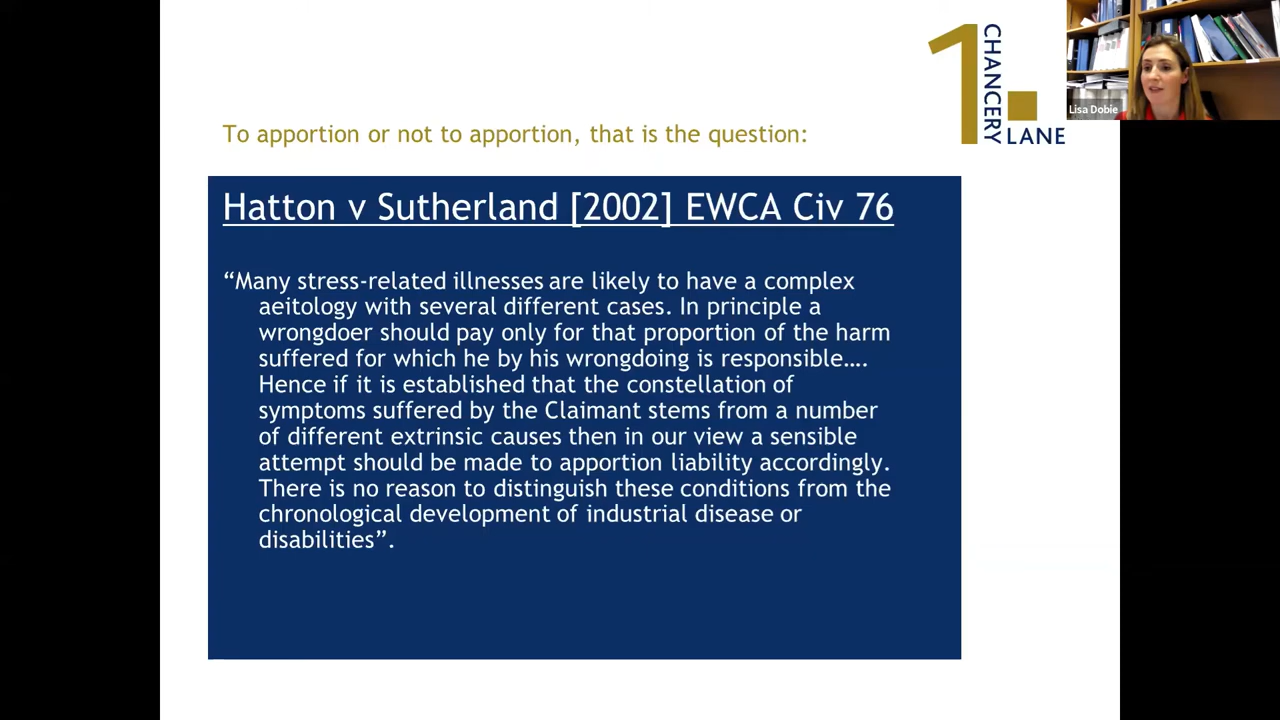 1
CHANCERY
LANE
Lisa Dobie
To apportion or not to apportion, that is the question:
Hatton v Sutherland [2002] EWCA Civ 76
“Many stress-related illnesses are likely to have a complex
aeitology with several different cases. In principle a
wrongdoer should pay only for that proportion of the harm
suffered for which he by his wrongdoing is responsible….
Hence if it is established that the constellation of
symptoms suffered by the Claimant stems from a number
of different extrinsic causes then in our view a sensible
attempt should be made to apportion liability accordingly.
There is no reason to distinguish these conditions from the
chronological development of industrial disease or
disabilities”.